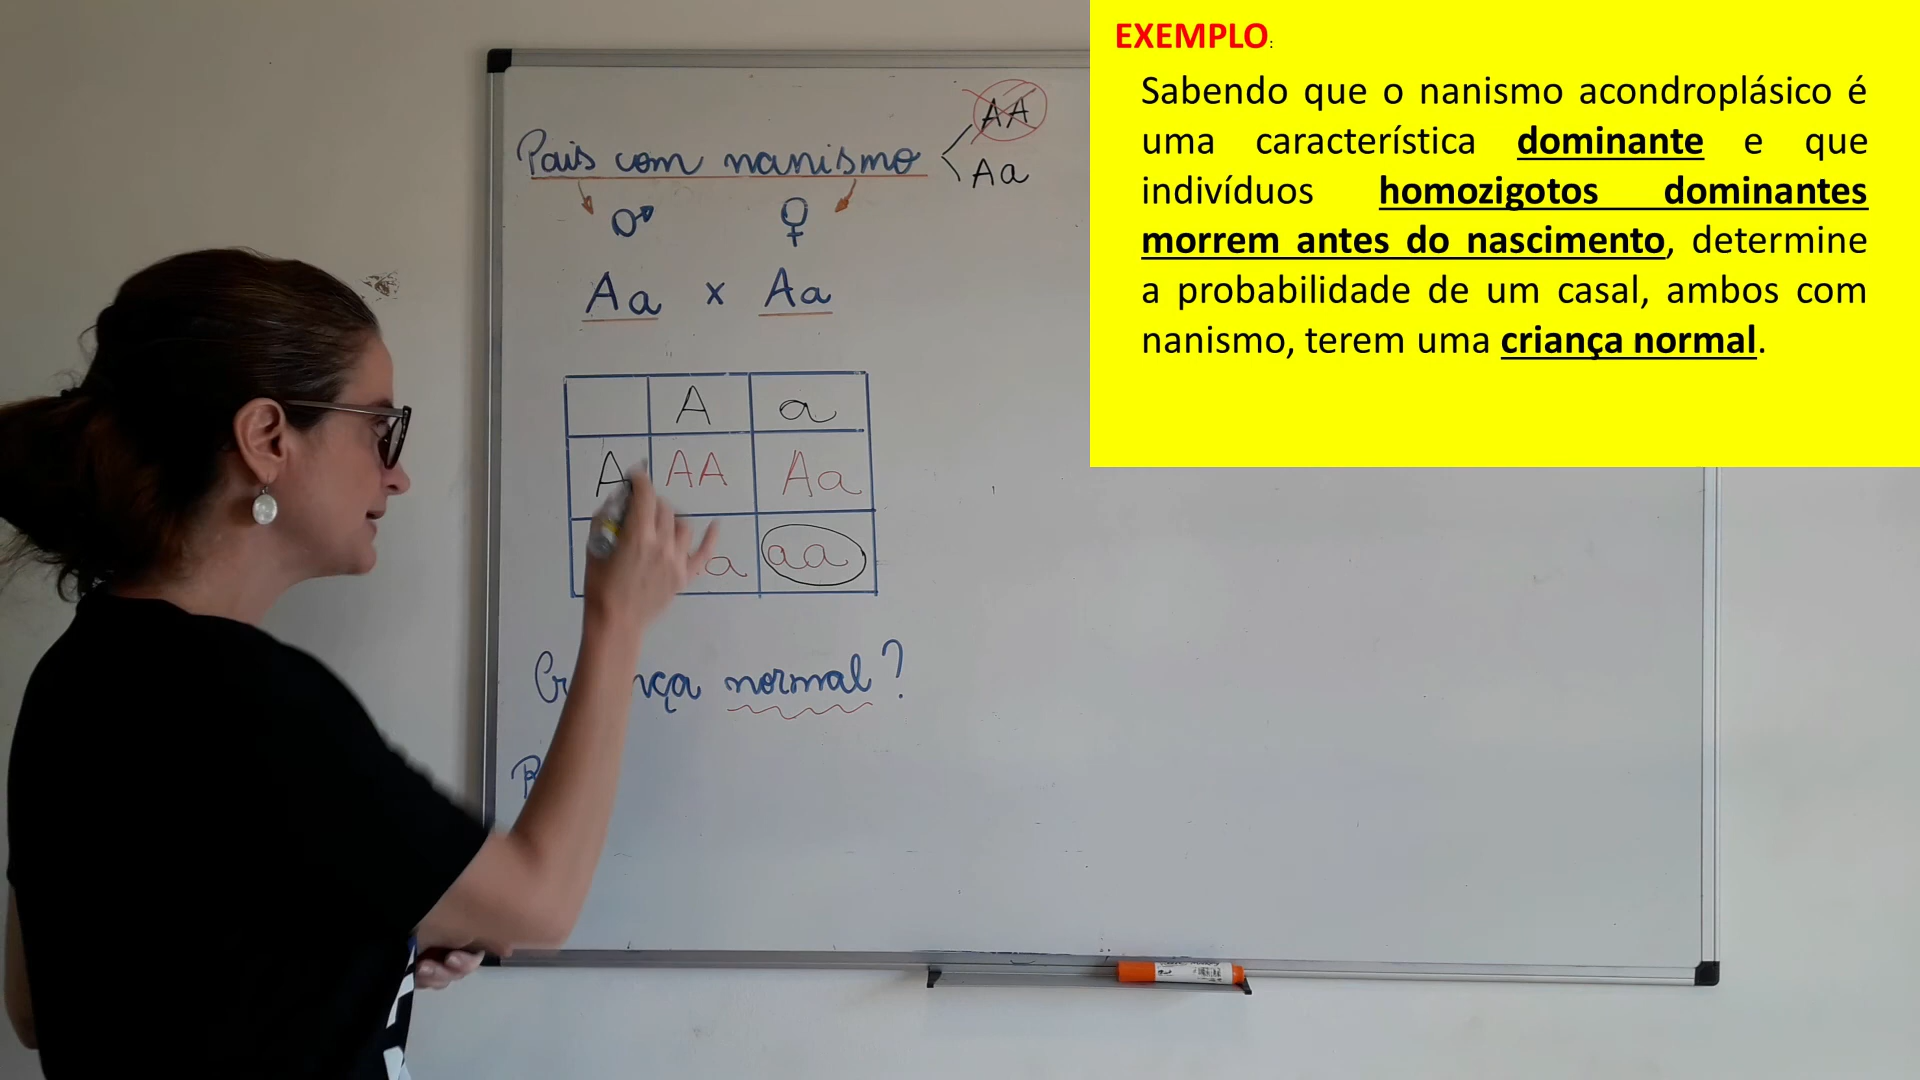 EXEMPLO:
Sabendo que o nanismo acondroplásico é
uma característica dominante e que
indivíduos homozigotos dominantes
morrem antes do nascimento, determine
a probabilidade de um casal, ambos com
nanismo, terem uma criança normal.
AA
Pais com nanismo
Aa
♂ ♀
Aa x Aa
A a
A AA Aa
a aa
normal?